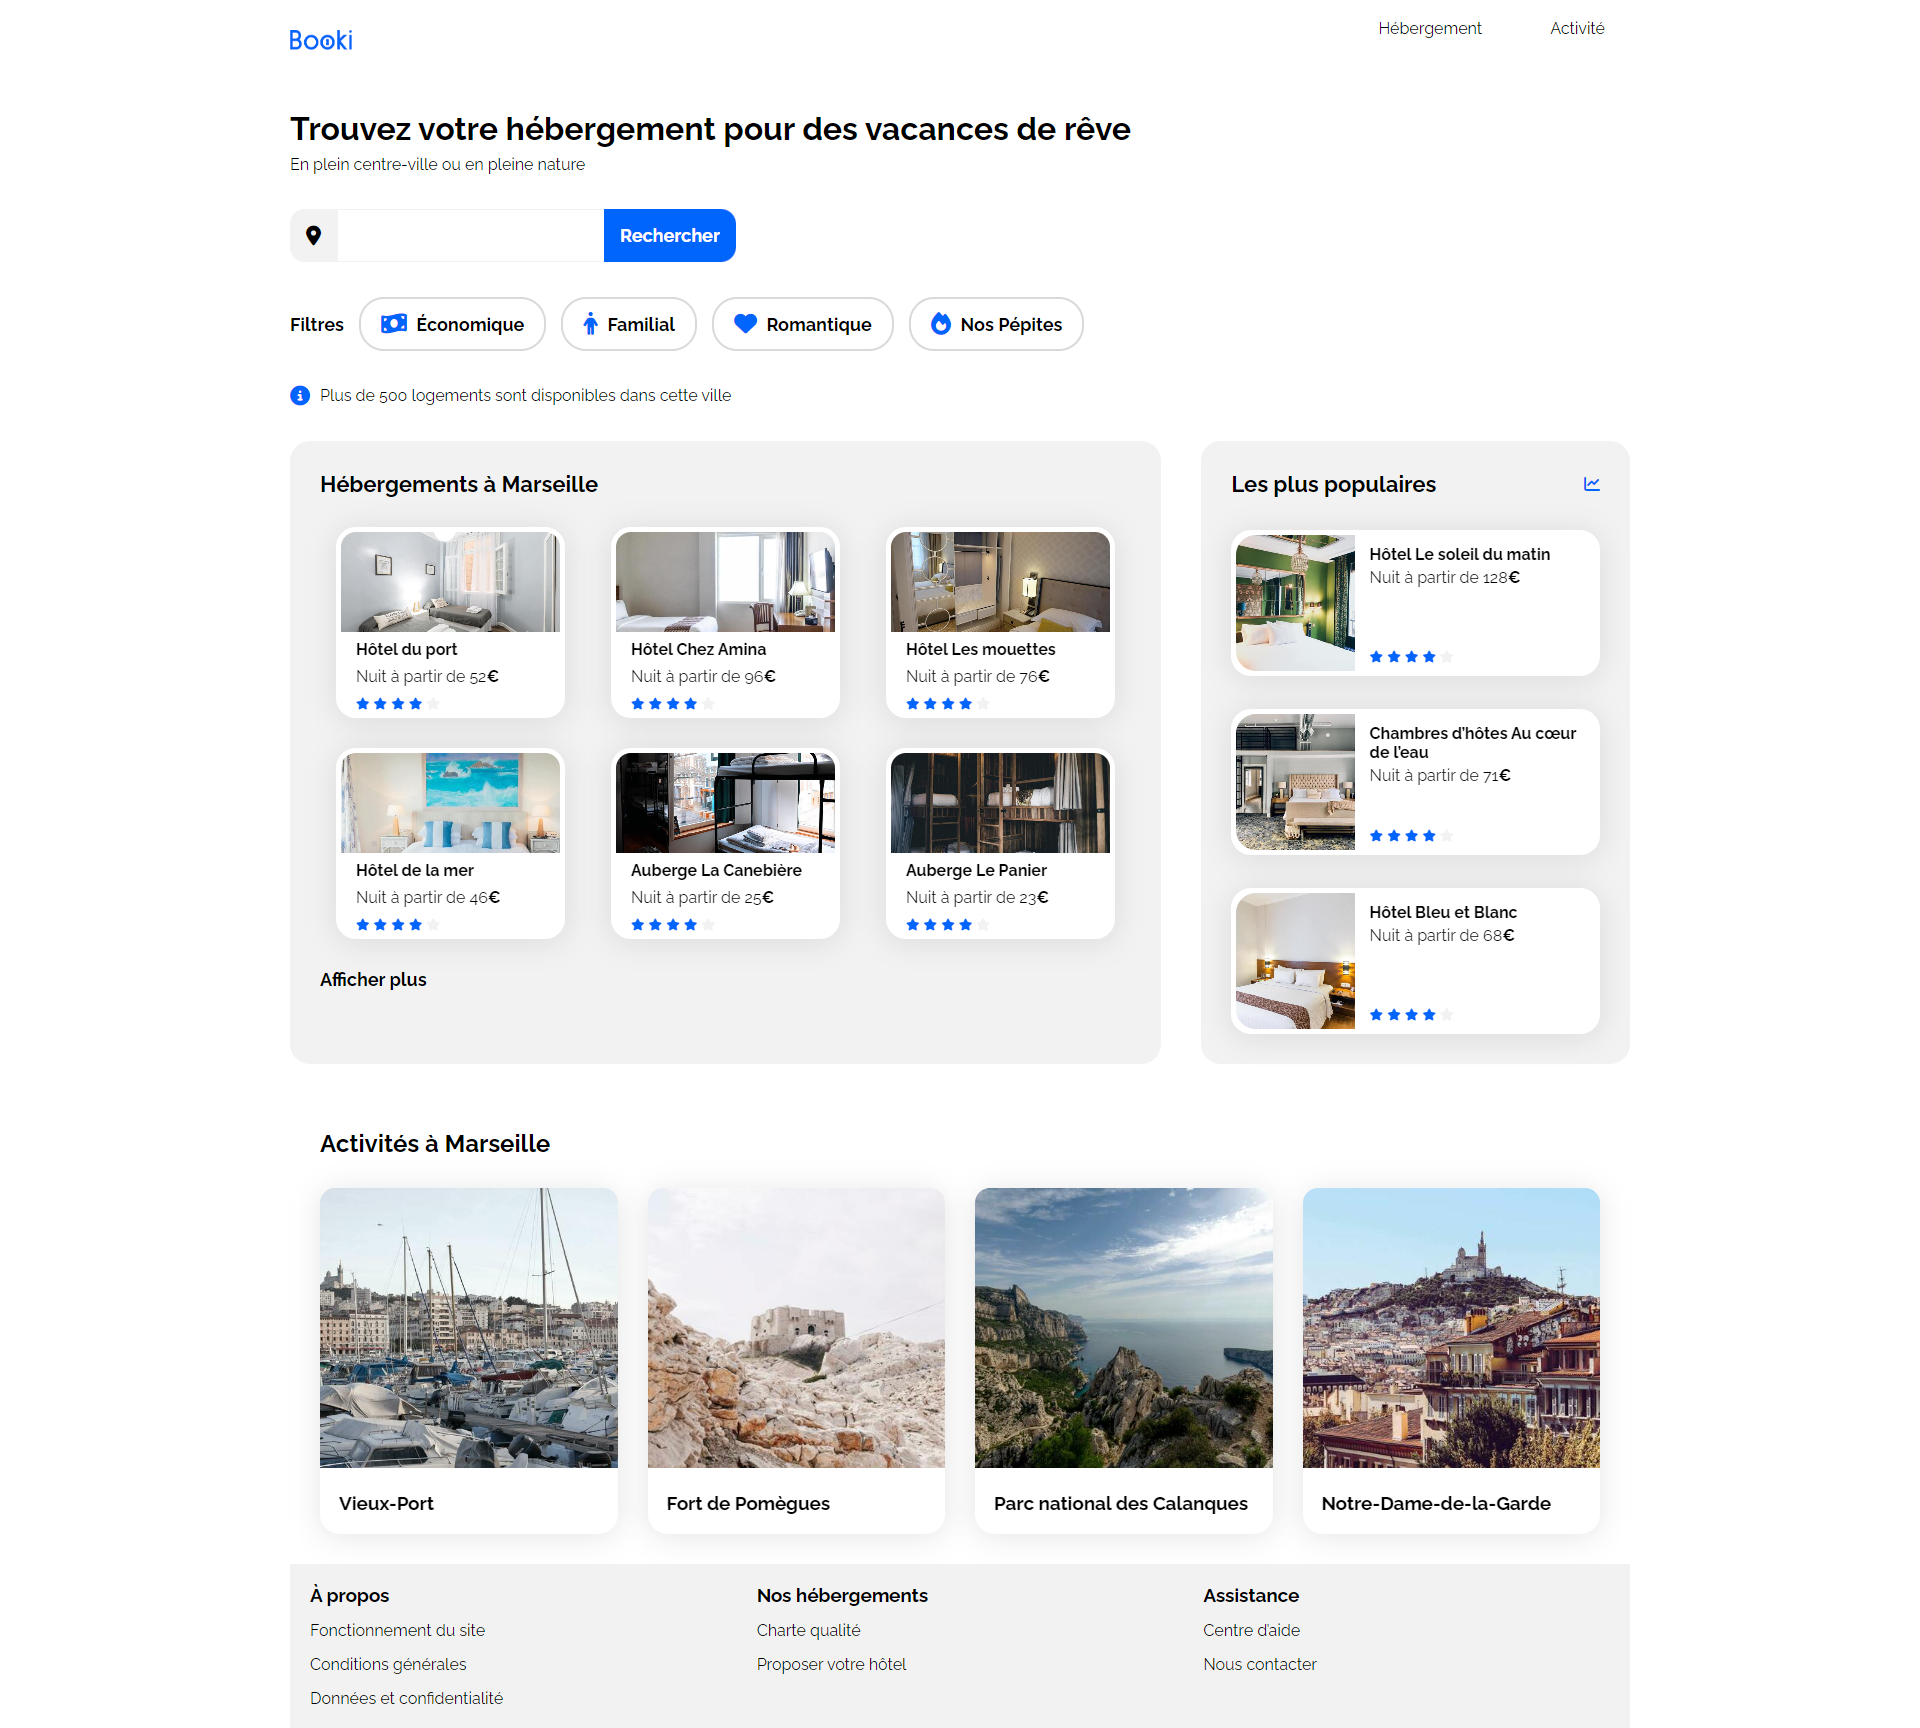 Booki
Hébergement
Activité
Trouvez votre hébergement pour des vacances de rêve
En plein centre-ville ou en pleine nature
Rechercher
Filtres
Économique
Familial
Romantique
Nos Pépites
Plus de 500 logements sont disponibles dans cette ville
Hébergements à Marseille
Hôtel du port
Nuit à partir de 52€
Hôtel Chez Amina
Nuit à partir de 96€
Hôtel Les mouettes
Nuit à partir de 76€
Hôtel de la mer
Nuit à partir de 46€
Auberge La Canebière
Nuit à partir de 25€
Auberge Le Panier
Nuit à partir de 23€
Afficher plus
Les plus populaires
Hôtel Le soleil du matin
Nuit à partir de 128€
Chambres d'hôtes Au cœur
de l'eau
Nuit à partir de 71€
Hôtel Bleu et Blanc
Nuit à partir de 68€
Activités à Marseille
Vieux-Port
Fort de Pomègues
Parc national des Calanques
Notre-Dame-de-la-Garde
À propos
Fonctionnement du site
Conditions générales
Données et confidentialité
Nos hébergements
Charte qualité
Proposer votre hôtel
Assistance
Centre d'aide
Nous contacter